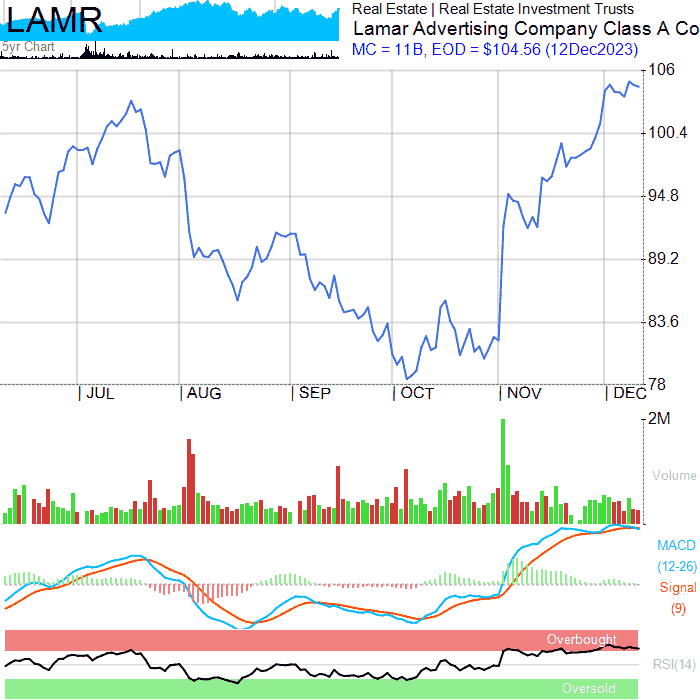 LAMR
5yr Chart
Real Estate | Real Estate Investment Trusts
Lamar Advertising Company Class A Co
MC = 11B, EOD = $104.56 (12Dec2023)
106
100.4
94.8
89.2
83.6
78
| JUL | AUG | SEP | OCT | NOV | DEC
2M
Volume
MACD
(12-26)
Signal
(9)
Overbought
RSI(14)
Oversold